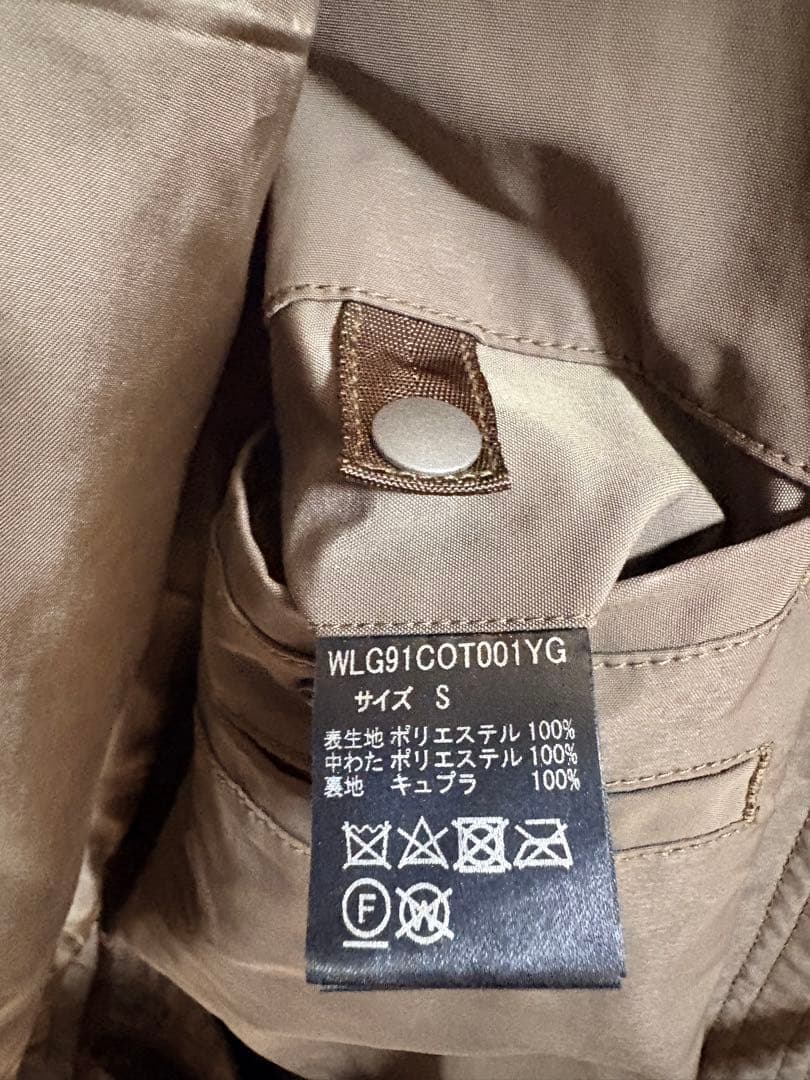 WLG91COT001YG
サイズ S
表生地 ポリエステル 100%
中わた ポリエステル 100%
裏地 キュプラ 100%
F W